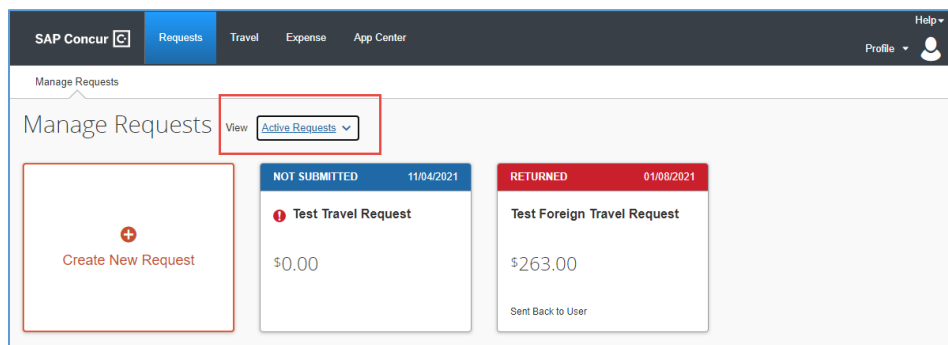 Help
SAP Concur C Requests Travel Expense App Center
Profile
Manage Requests
Manage Requests View Active Requests
NOT SUBMITTED 11/04/2021
RETURNED 01/08/2021
Test Travel Request
Test Foreign Travel Request
Create New Request
$0.00
$263.00
Sent Back to User